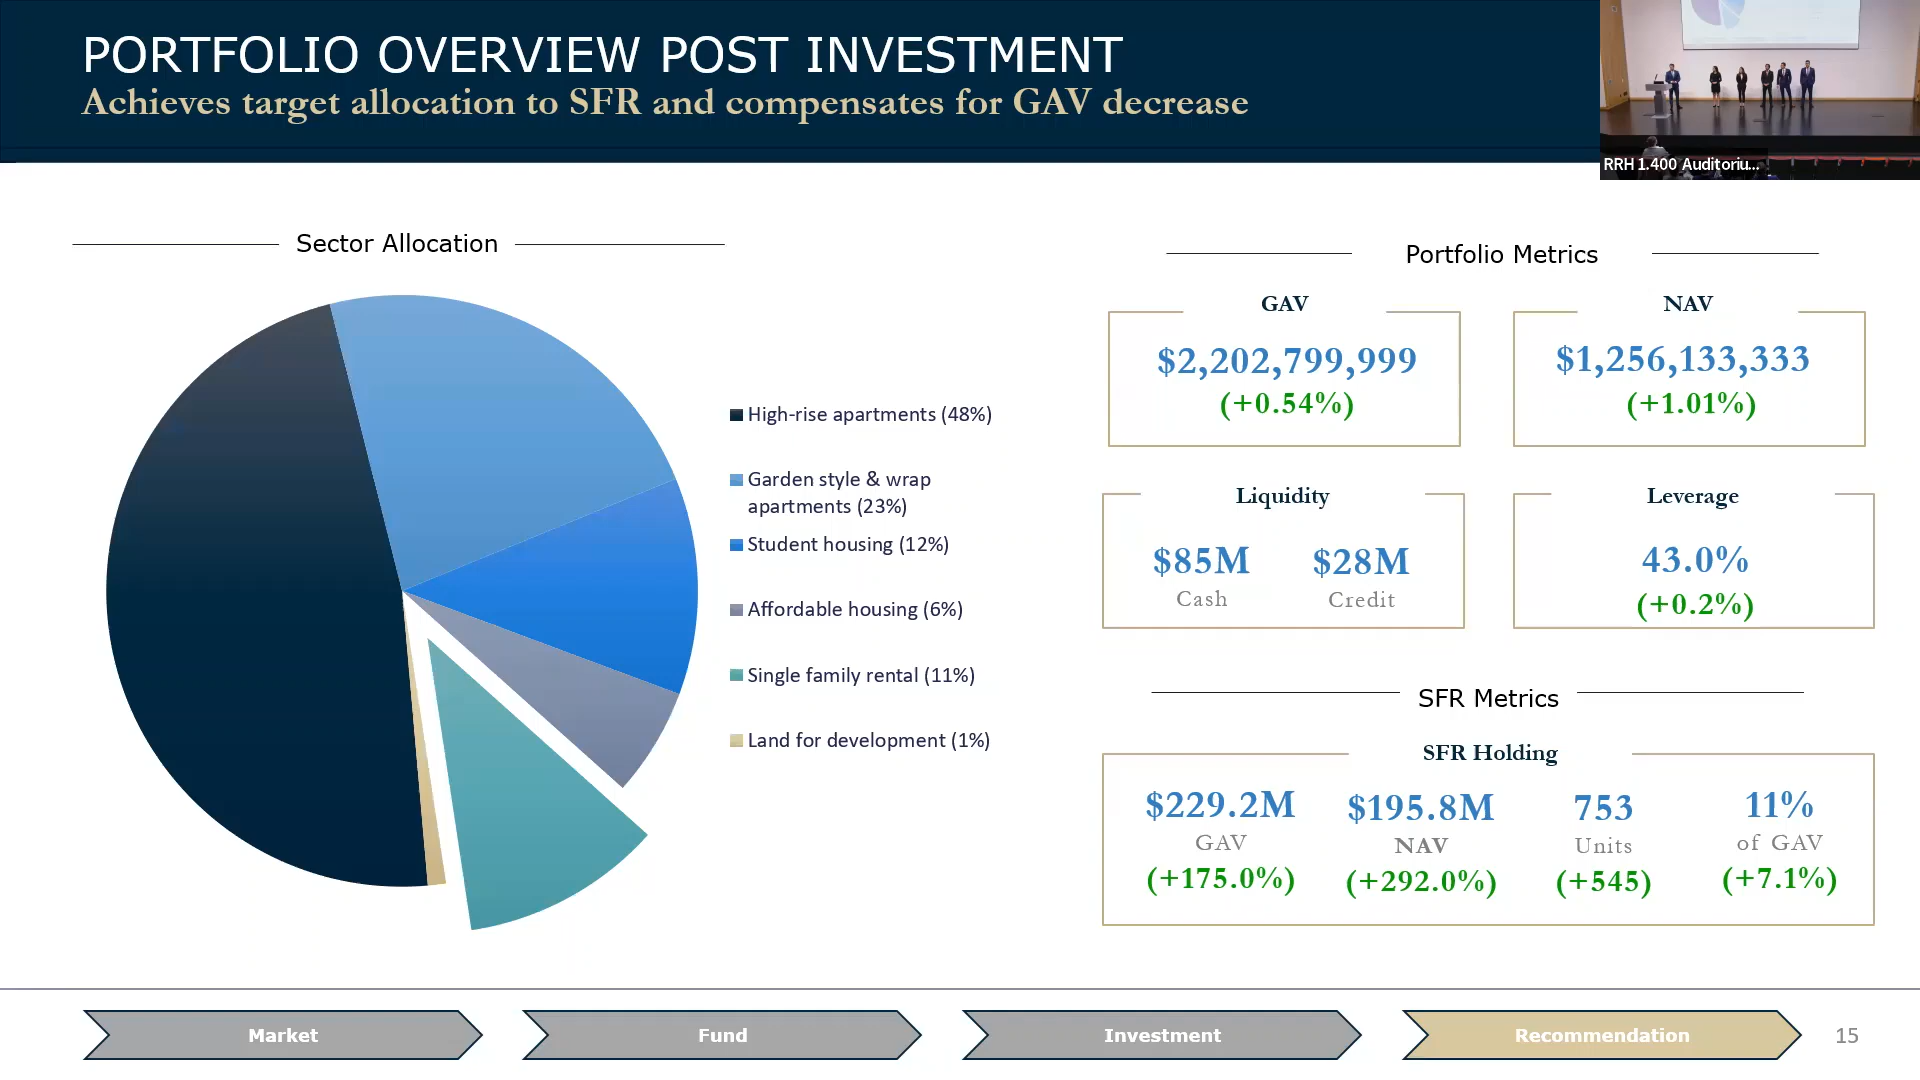 PORTFOLIO OVERVIEW POST INVESTMENT
Achieves target allocation to SFR and compensates for GAV decrease
RRH 1.400 Auditoriu...
Sector Allocation
High-rise apartments (48%)
Garden style & wrap
apartments (23%)
Student housing (12%)
Affordable housing (6%)
Single family rental (11%)
Land for development (1%)
Portfolio Metrics
GAV
$2,202,799,999
(+0.54%)
NAV
$1,256,133,333
(+1.01%)
Liquidity
$85M
Cash
$28M
Credit
Leverage
43.0%
(+0.2%)
SFR Metrics
SFR Holding
$229.2M
GAV
(+175.0%)
$195.8M
NAV
(+292.0%)
753
Units
(+545)
11%
of GAV
(+7.1%)
Market
Fund
Investment
Recommendation
15